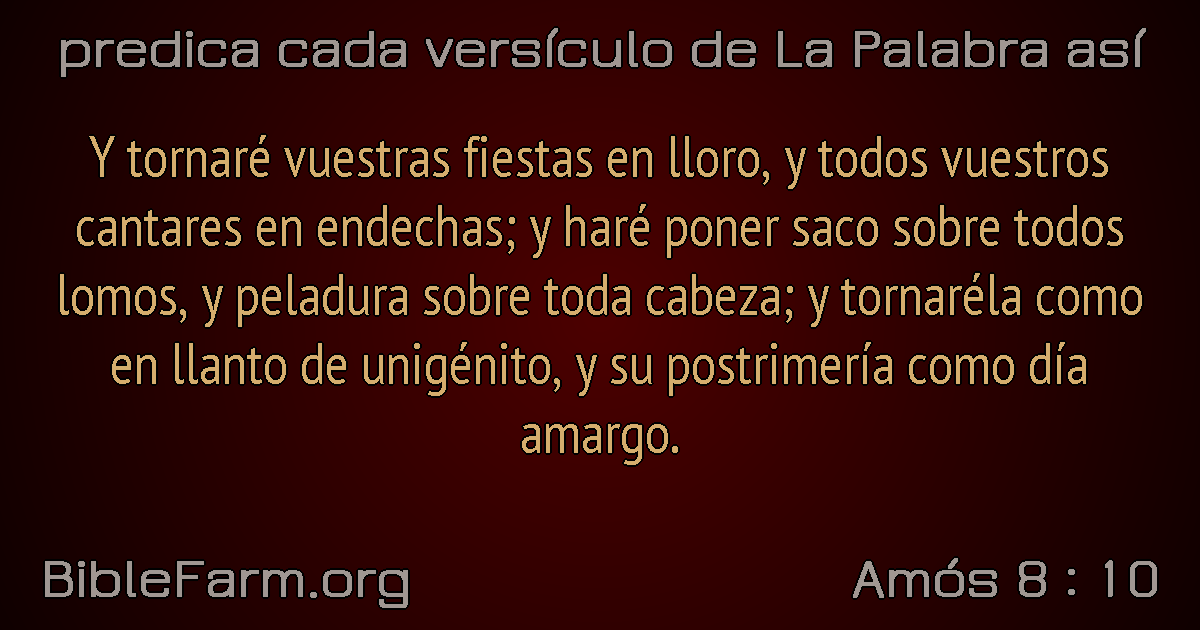 predica cada versículo de La Palabra así
Y tornaré vuestras fiestas en lloro, y todos vuestros
cantares en endechas; y haré poner saco sobre todos
lomos, y peladura sobre toda cabeza; y tornaréla como
en llanto de unigénito, y su postrimería como día
amargo.
BibleFarm.org
Amós 8 : 10